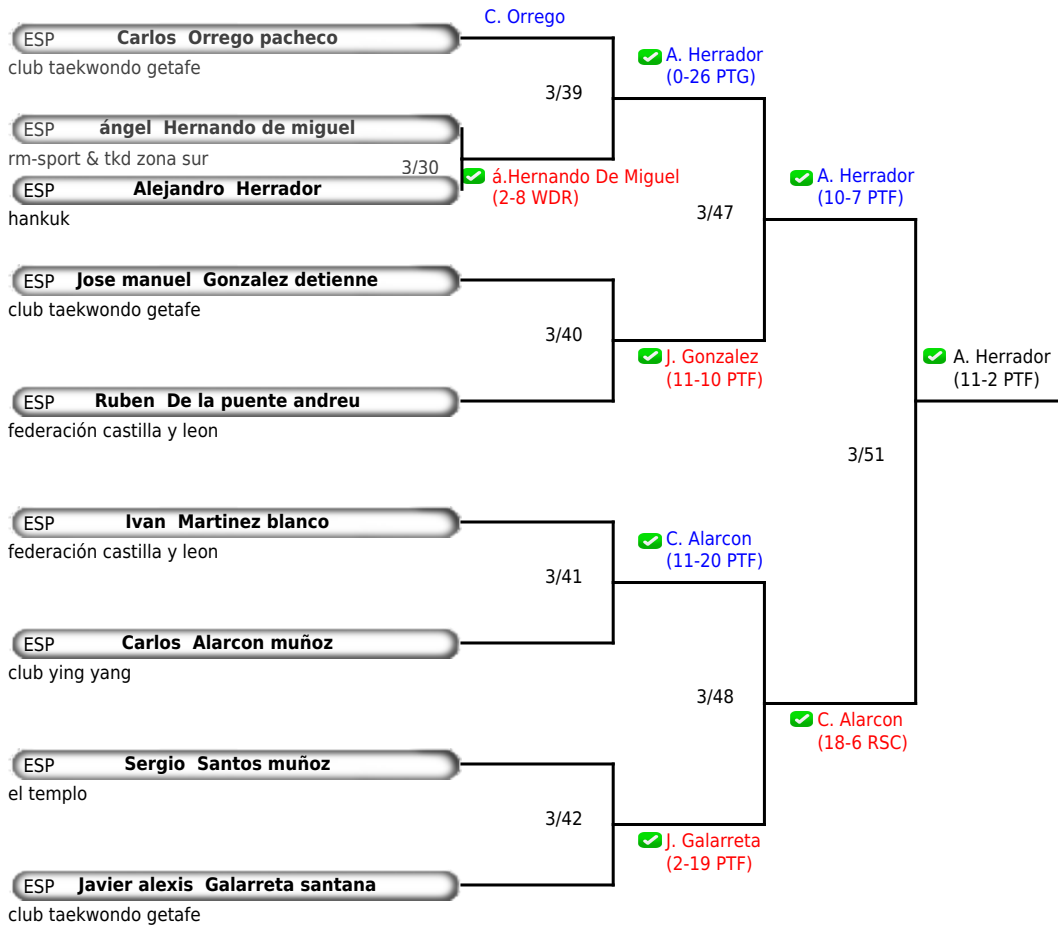 C. Orrego
ESP Carlos Orrego pacheco
club taekwondo getafe
A. Herrador
(0-26 PTG)
3/39
ESP ángel Hernando de miguel
rm-sport & tkd zona sur
3/30
á.Hernando De Miguel
(2-8 WDR)
ESP Alejandro Herrador
hankuk
A. Herrador
(10-7 PTF)
3/47
ESP Jose manuel Gonzalez detienne
club taekwondo getafe
3/40
J. Gonzalez
(11-10 PTF)
A. Herrador
(11-2 PTF)
ESP Ruben De la puente andreu
federación castilla y leon
3/51
ESP Ivan Martinez blanco
federación castilla y leon
C. Alarcon
(11-20 PTF)
3/41
ESP Carlos Alarcon muñoz
club ying yang
3/48
C. Alarcon
(18-6 RSC)
ESP Sergio Santos muñoz
el templo
3/42
J. Galarreta
(2-19 PTF)
ESP Javier alexis Galarreta santana
club taekwondo getafe